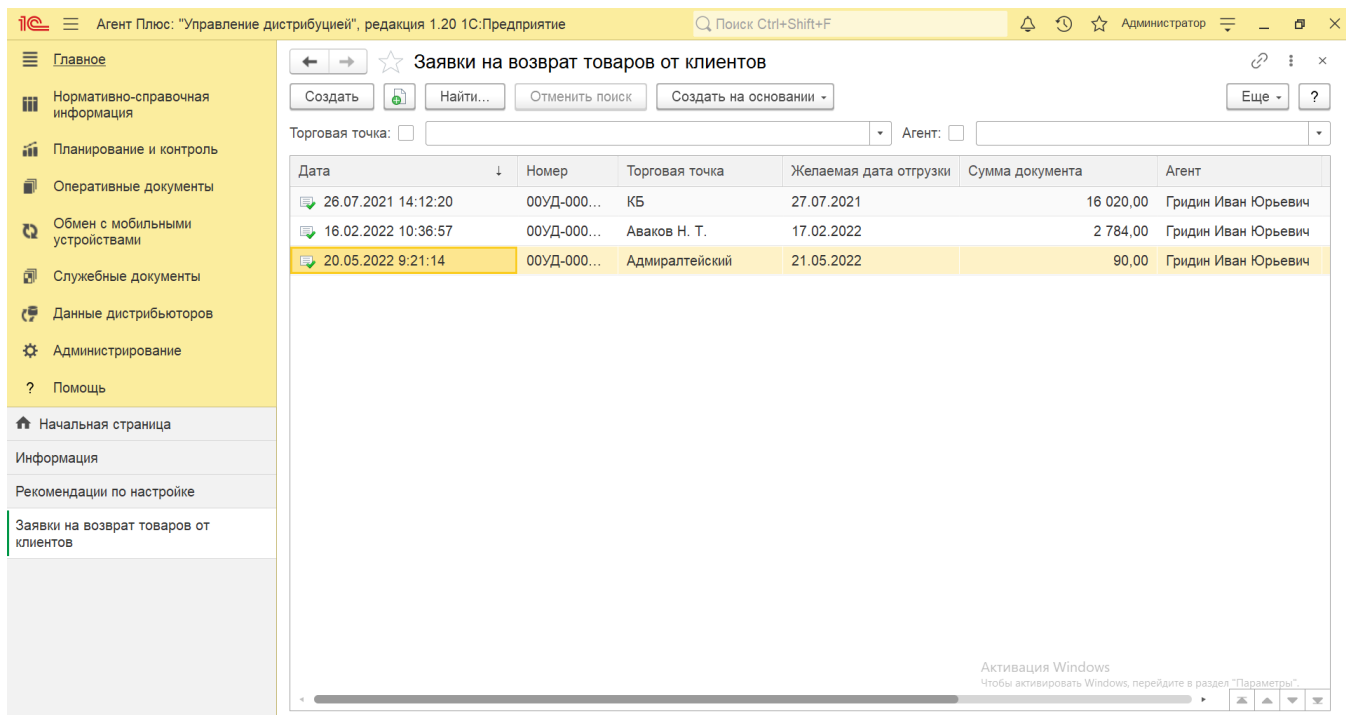 1С Агент Плюс: "Управление дистрибуцией", редакция 1.20 1С:Предприятие Поиск Ctrl+Shift+F Администратор
Главное
Нормативно-справочная
информация
Планирование и контроль
Оперативные документы
Обмен с мобильными
устройствами
Служебные документы
Данные дистрибьюторов
Администрирование
? Помощь
Начальная страница
Информация
Рекомендации по настройке
Заявки на возврат товаров от
клиентов
Заявки на возврат товаров от клиентов
Создать Найти... Отменить поиск Создать на основании Еще ?
Торговая точка: Агент:
Дата ↓ Номер Торговая точка Желаемая дата отгрузки Сумма документа Агент
26.07.2021 14:12:20 00УД-000... КБ 27.07.2021 16 020,00 Гридин Иван Юрьевич
16.02.2022 10:36:57 00УД-000... Аваков Н. Т. 17.02.2022 2 784,00 Гридин Иван Юрьевич
20.05.2022 9:21:14 00УД-000... Адмиралтейский 21.05.2022 90,00 Гридин Иван Юрьевич
Активация Windows
Чтобы активировать Windows, перейдите в раздел "Параметры".